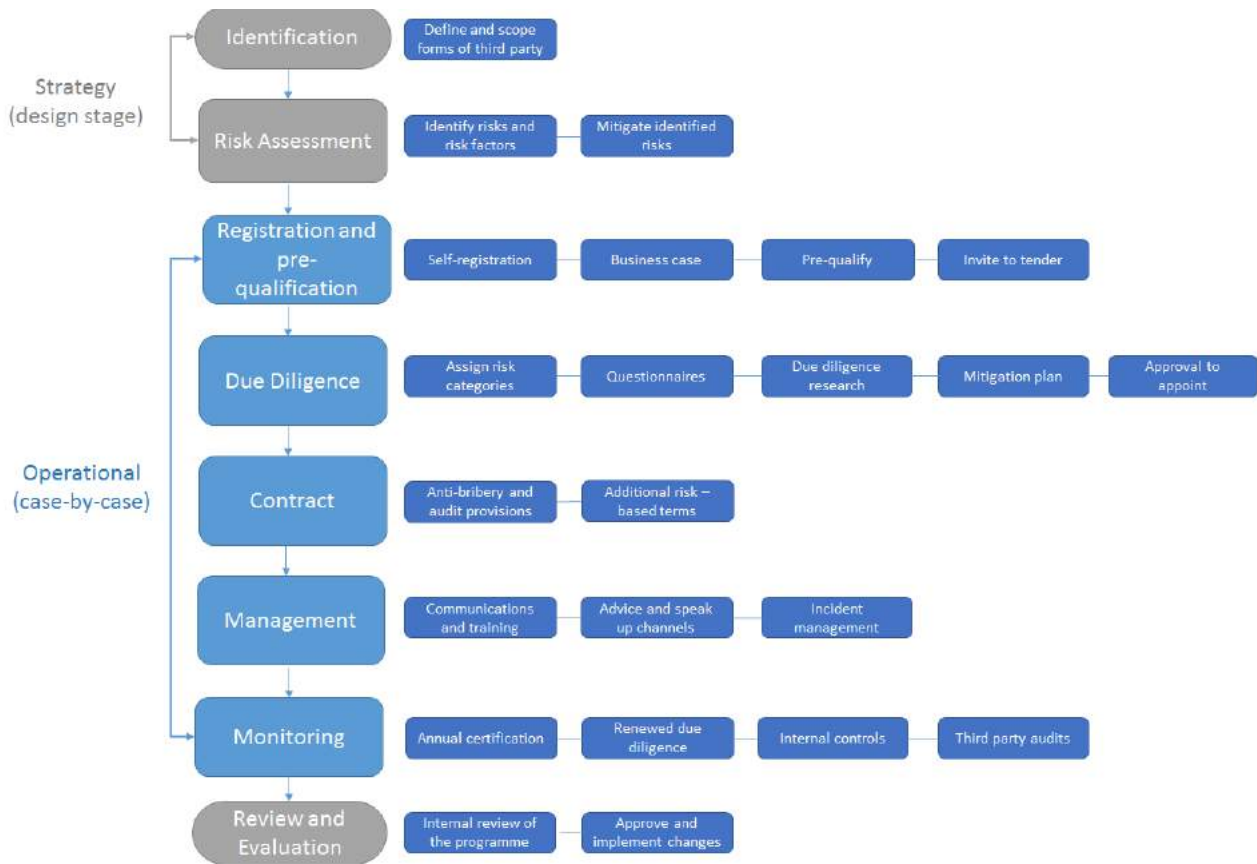 Identification
Define and scope
forms of third party
Strategy
(design stage)
Risk Assessment
Identify risks and
risk factors
Mitigate identified
risks
Registration and
pre-
qualification
Self-registration
Business case
Pre-qualify
Invite to tender
Due Diligence
Assign risk
categories
Questionnaires
Due diligence
research
Mitigation plan
Approval to
appoint
Operational
(case-by-case)
Contract
Anti-bribery and
audit provisions
Additional risk –
based terms
Management
Communications
and training
Advice and speak
up channels
Incident
management
Monitoring
Annual certification
Renewed due
diligence
Internal controls
Third party audits
Review and
Evaluation
Internal review of
the programme
Approve and
implement changes